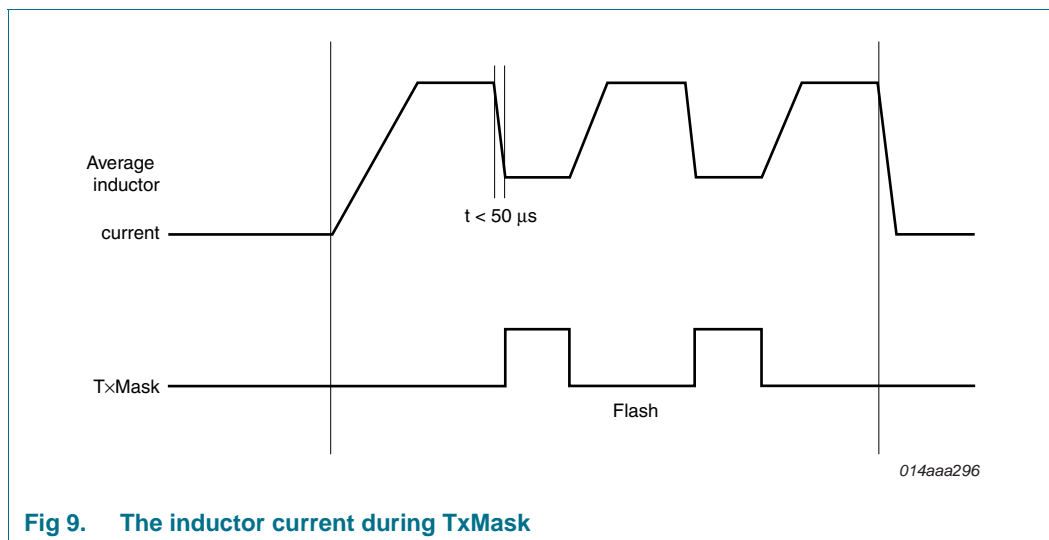 Average
inductor
current
t < 50 μs
T×Mask
Flash
014aaa296
Fig 9. The inductor current during TxMask